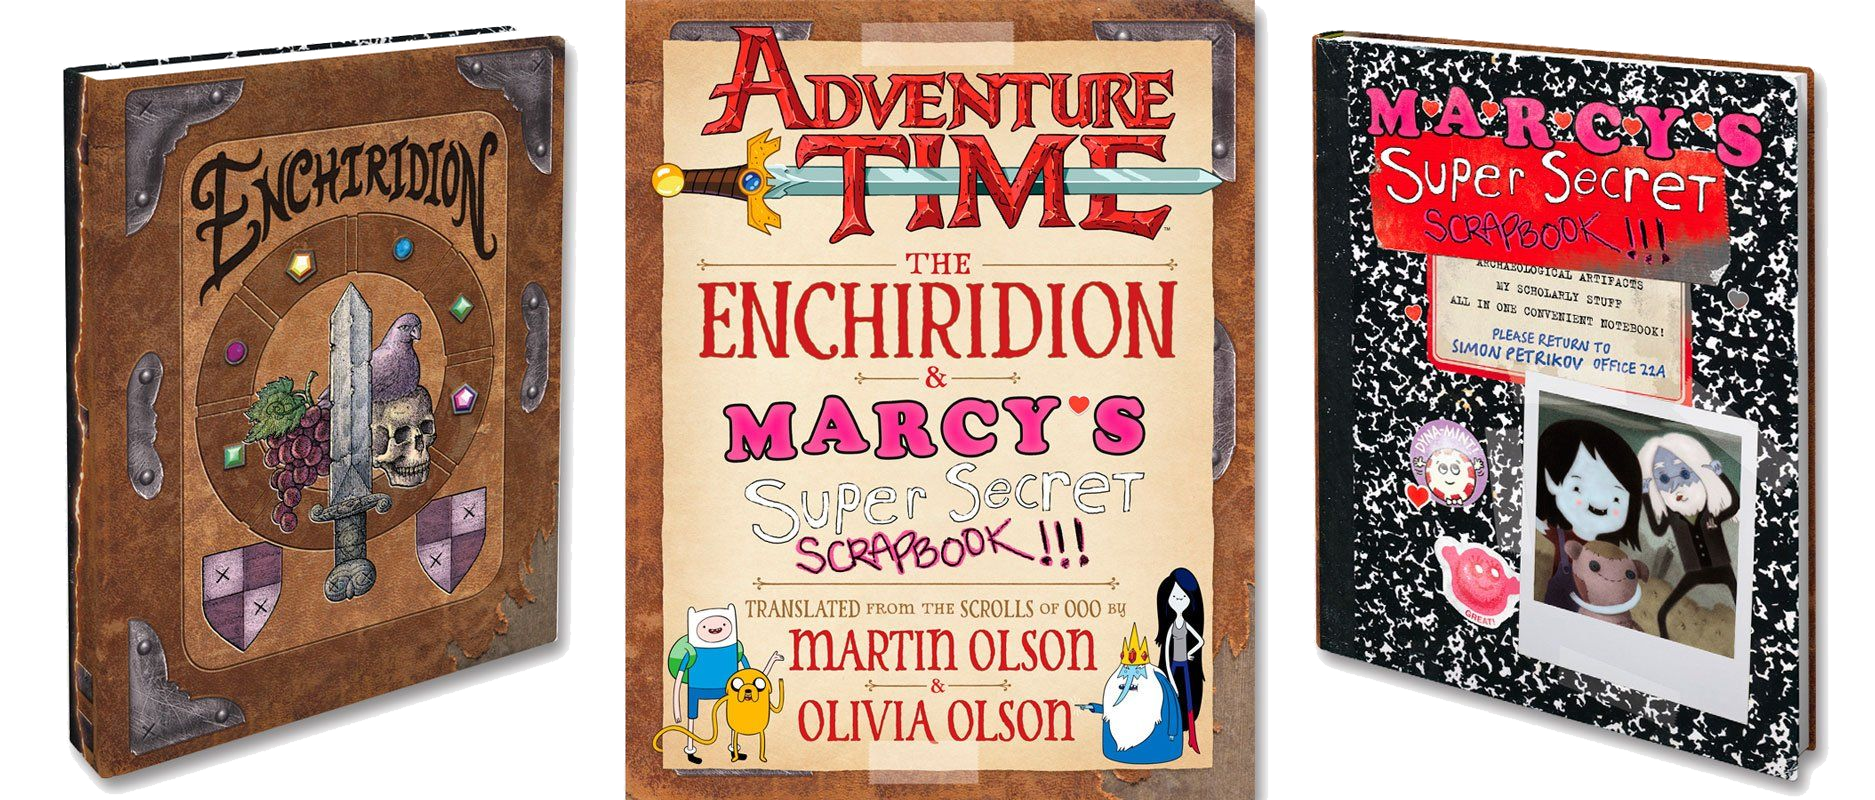 ENCHIRIDION
ADVENTURE
TIME
™
THE
ENCHIRIDION
&
MARCY'S
Super Secret
SCRAPBOOK!!!
TRANSLATED FROM THE SCROLLS OF OOO BY
MARTIN OLSON
&
OLIVIA OLSON
M•A•R•C•Y•S
Super Secret
SCRAPBOOK!!!
ARCHAEOLOGICAL ARTIFACTS
MY SCHOLARLY STUFF
ALL IN ONE CONVENIENT NOTEBOOK!
PLEASE RETURN TO
SIMON PETRIKOV OFFICE 22A
DYNA-MINTS
GREAT!